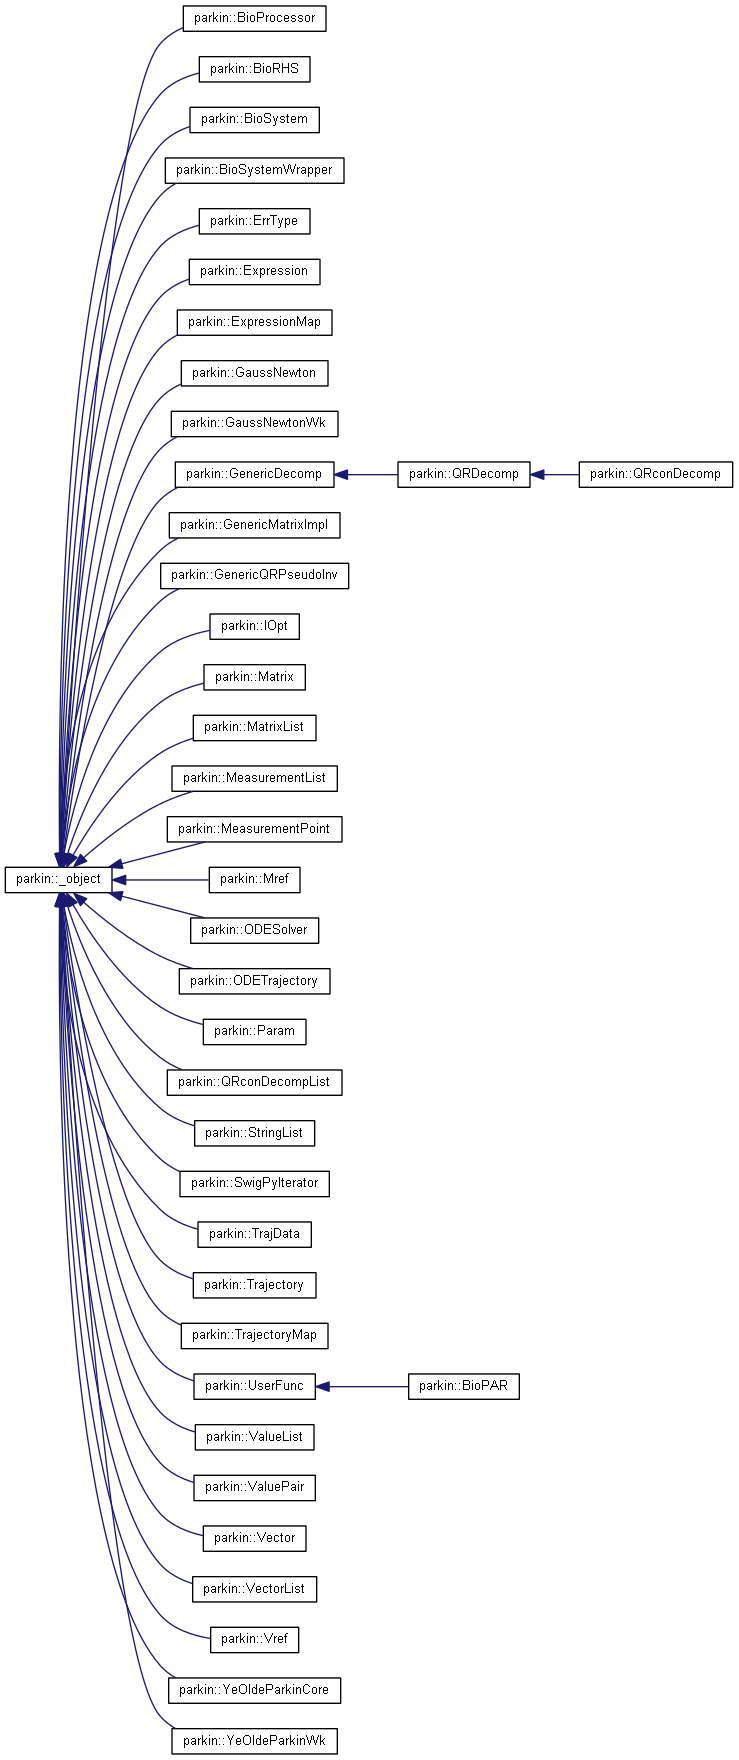 parkin::BioProcessor
parkin::BioRHS
parkin::BioSystem
parkin::BioSystemWrapper
parkin::ErrType
parkin::Expression
parkin::ExpressionMap
parkin::GaussNewton
parkin::GaussNewtonWk
parkin::GenericDecomp
parkin::QRDecomp
parkin::QRconDecomp
parkin::GenericMatrixImpl
parkin::GenericQRPseudoInv
parkin::IOpt
parkin::Matrix
parkin::MatrixList
parkin::MeasurementList
parkin::MeasurementPoint
parkin::_object
parkin::Mref
parkin::ODESolver
parkin::ODETrajectory
parkin::Param
parkin::QRconDecompList
parkin::StringList
parkin::SwigPyIterator
parkin::TrajData
parkin::Trajectory
parkin::TrajectoryMap
parkin::UserFunc
parkin::BioPAR
parkin::ValueList
parkin::ValuePair
parkin::Vector
parkin::VectorList
parkin::Vref
parkin::YeOldeParkinCore
parkin::YeOldeParkinWk